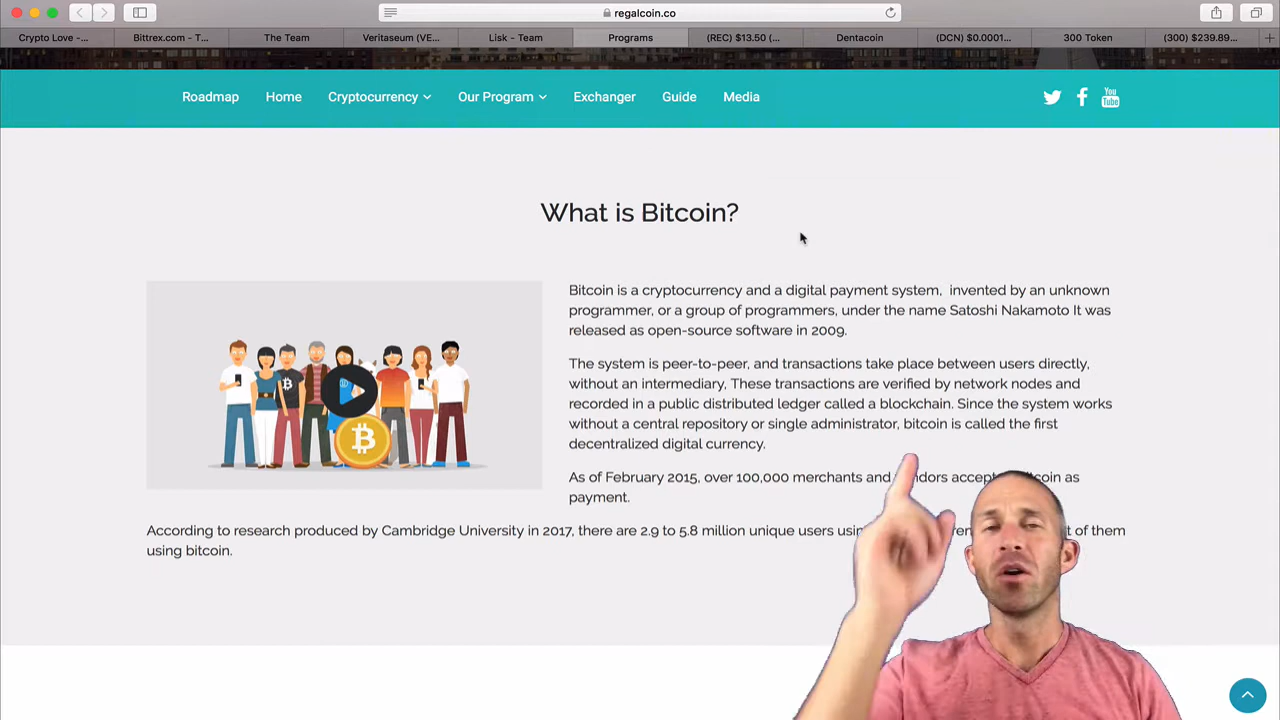 regalcoin.co
Crypto Love -...
Bittrex.com - T...
The Team
Veritaseum (VE...
Lisk - Team
Programs
(REC) $13.50 (...
Dentacoin
(DCN) $0.0001...
300 Token
(300) $239.89...
Roadmap
Home
Cryptocurrency
Our Program
Exchanger
Guide
Media
You
Tube
What is Bitcoin?
Bitcoin is a cryptocurrency and a digital payment system, invented by an unknown
programmer, or a group of programmers, under the name Satoshi Nakamoto It was
released as open-source software in 2009.
The system is peer-to-peer, and transactions take place between users directly,
without an intermediary, These transactions are verified by network nodes and
recorded in a public distributed ledger called a blockchain. Since the system works
without a central repository or single administrator, bitcoin is called the first
decentralized digital currency.
As of February 2015, over 100,000 merchants and accept as
payment.
According to research produced by Cambridge University in 2017, there are 2.9 to 5.8 million unique users of them
using bitcoin.